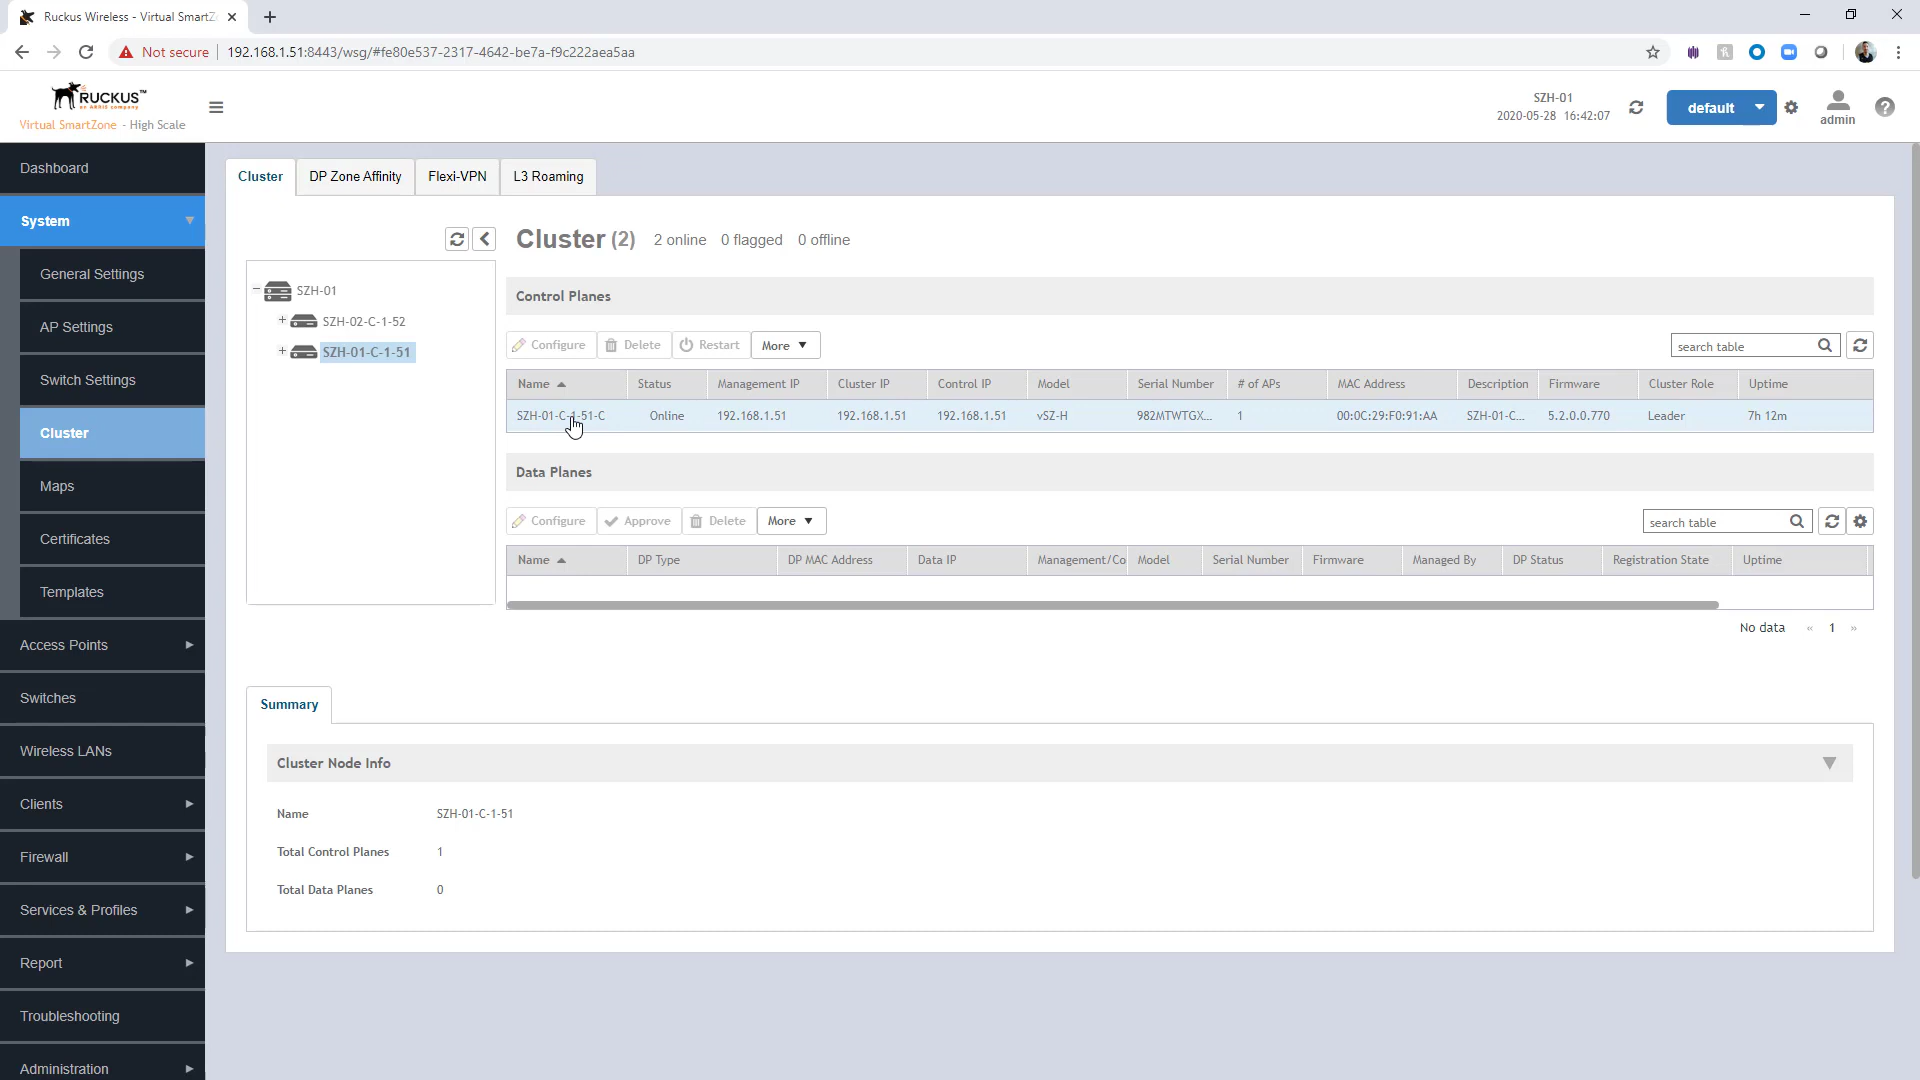 Ruckus Wireless - Virtual SmartZ
Not secure
192.168.1.51:8443/wsg/#fe80e537-2317-4642-be7a-f9c222aea5aa
RUCKUS™
an ARRIS company
Virtual SmartZone - High Scale
SZH-01
2020-05-28 16:42:07
default
admin
Dashboard
System
General Settings
AP Settings
Switch Settings
Cluster
Maps
Certificates
Templates
Access Points
Switches
Wireless LANs
Clients
Firewall
Services & Profiles
Report
Troubleshooting
Administration
Cluster DP Zone Affinity Flexi-VPN L3 Roaming
SZH-01
SZH-02-C-1-52
SZH-01-C-1-51
Cluster (2) 2 online 0 flagged 0 offline
Control Planes
Configure Delete Restart More search table
Name Status Management IP Cluster IP Control IP Model Serial Number # of APs MAC Address Description Firmware Cluster Role Uptime
SZH-01-C-1-51-C Online 192.168.1.51 192.168.1.51 192.168.1.51 vSZ-H 982MTWTGX... 1 00:0C:29:F0:91:AA SZH-01-C... 5.2.0.0.770 Leader 7h 12m
Data Planes
Configure Approve Delete More search table
Name DP Type DP MAC Address Data IP Management/Co Model Serial Number Firmware Managed By DP Status Registration State Uptime
No data « 1 »
Summary
Cluster Node Info
Name SZH-01-C-1-51
Total Control Planes 1
Total Data Planes 0